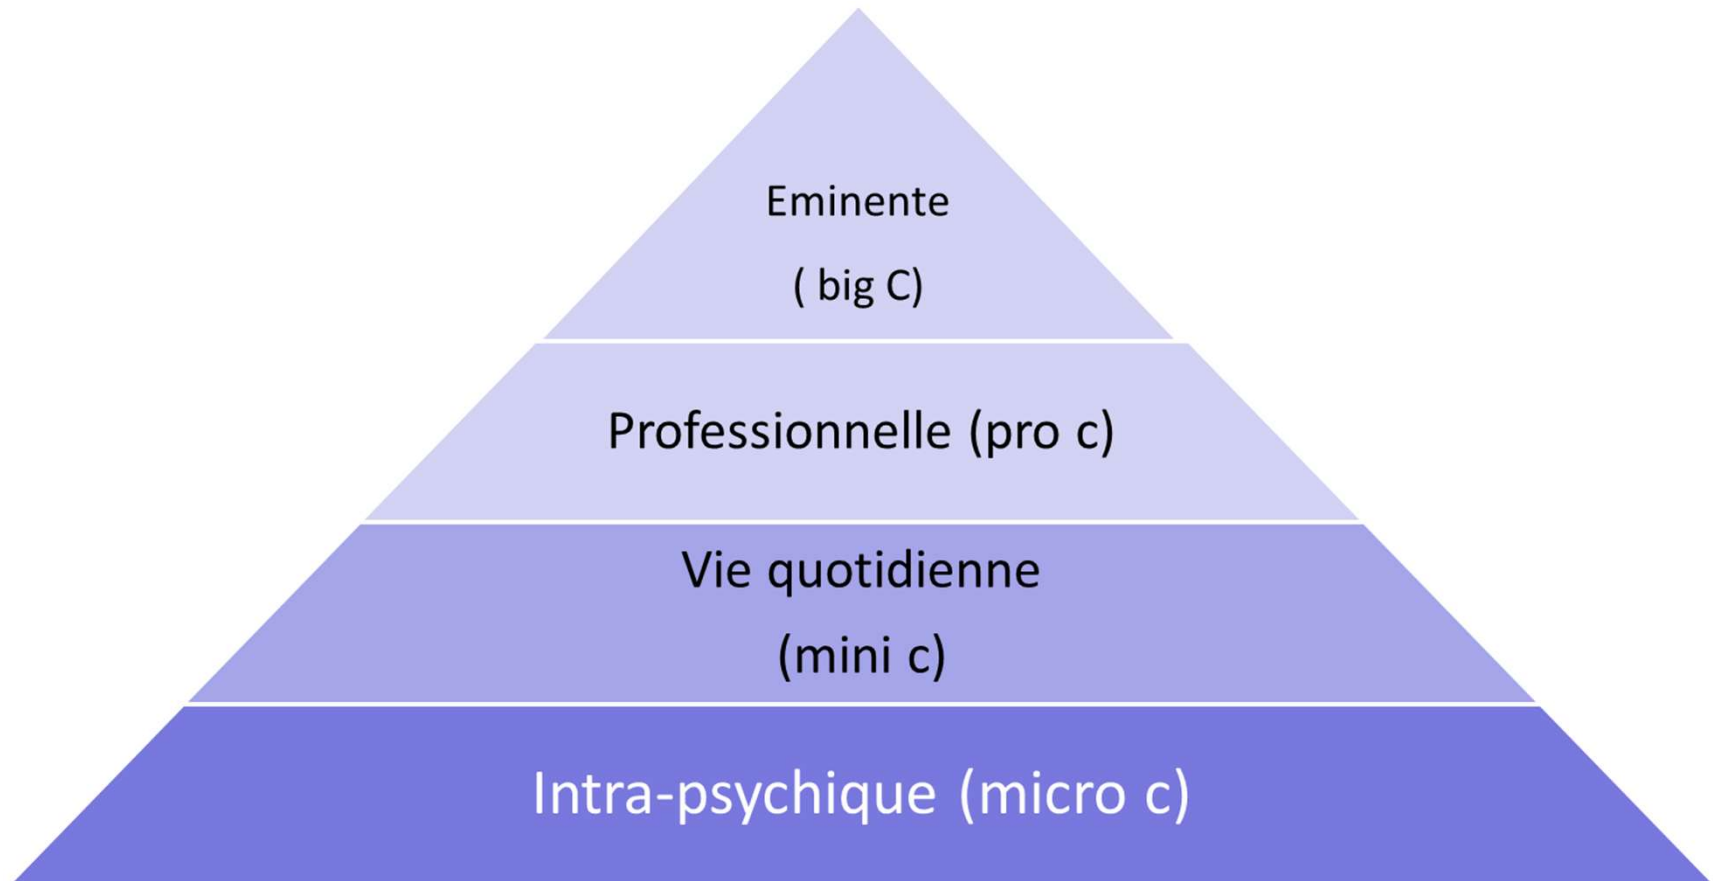 Eminente
( big C)
Professionnelle (pro c)
Vie quotidienne
(mini c)
Intra-psychique (micro c)